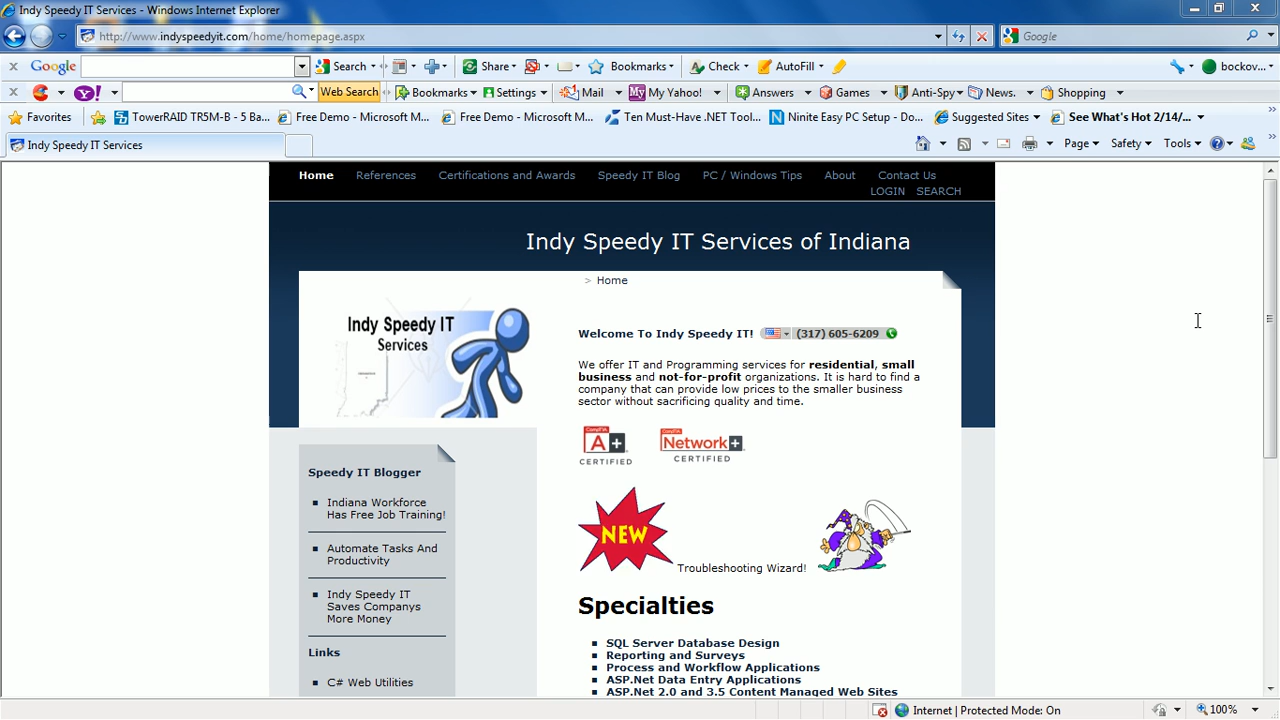 Indy Speedy IT Services - Windows Internet Explorer
http://www.indyspeedyit.com/home/homepage.aspx
Google
Google
Search
Share
Bookmarks
Check
AutoFill
bockov...
Y!
Web Search
Bookmarks
Settings
Mail
My Yahoo!
Answers
Games
Anti-Spy
News.
Shopping
Favorites
TowerRAID TR5M-B - 5 Ba...
Free Demo - Microsoft M...
Free Demo - Microsoft M...
Ten Must-Have .NET Tool...
Ninite Easy PC Setup - Do...
Suggested Sites
See What's Hot 2/14/...
Indy Speedy IT Services
Page
Safety
Tools
Home References Certifications and Awards Speedy IT Blog PC / Windows Tips About Contact Us
LOGIN SEARCH
Indy Speedy IT Services of Indiana
> Home
Indy Speedy IT
Services
Welcome To Indy Speedy IT! (317) 605-6209
We offer IT and Programming services for residential, small
business and not-for-profit organizations. It is hard to find a
company that can provide low prices to the smaller business
sector without sacrificing quality and time.
CompTIA A+ CERTIFIED
CompTIA Network+ CERTIFIED
NEW
Troubleshooting Wizard!
Specialties
SQL Server Database Design
Reporting and Surveys
Process and Workflow Applications
ASP.Net Data Entry Applications
ASP.Net 2.0 and 3.5 Content Managed Web Sites
Speedy IT Blogger
Indiana Workforce
Has Free Job Training!
Automate Tasks And
Productivity
Indy Speedy IT
Saves Companys
More Money
Links
C# Web Utilities
Internet | Protected Mode: On
100%